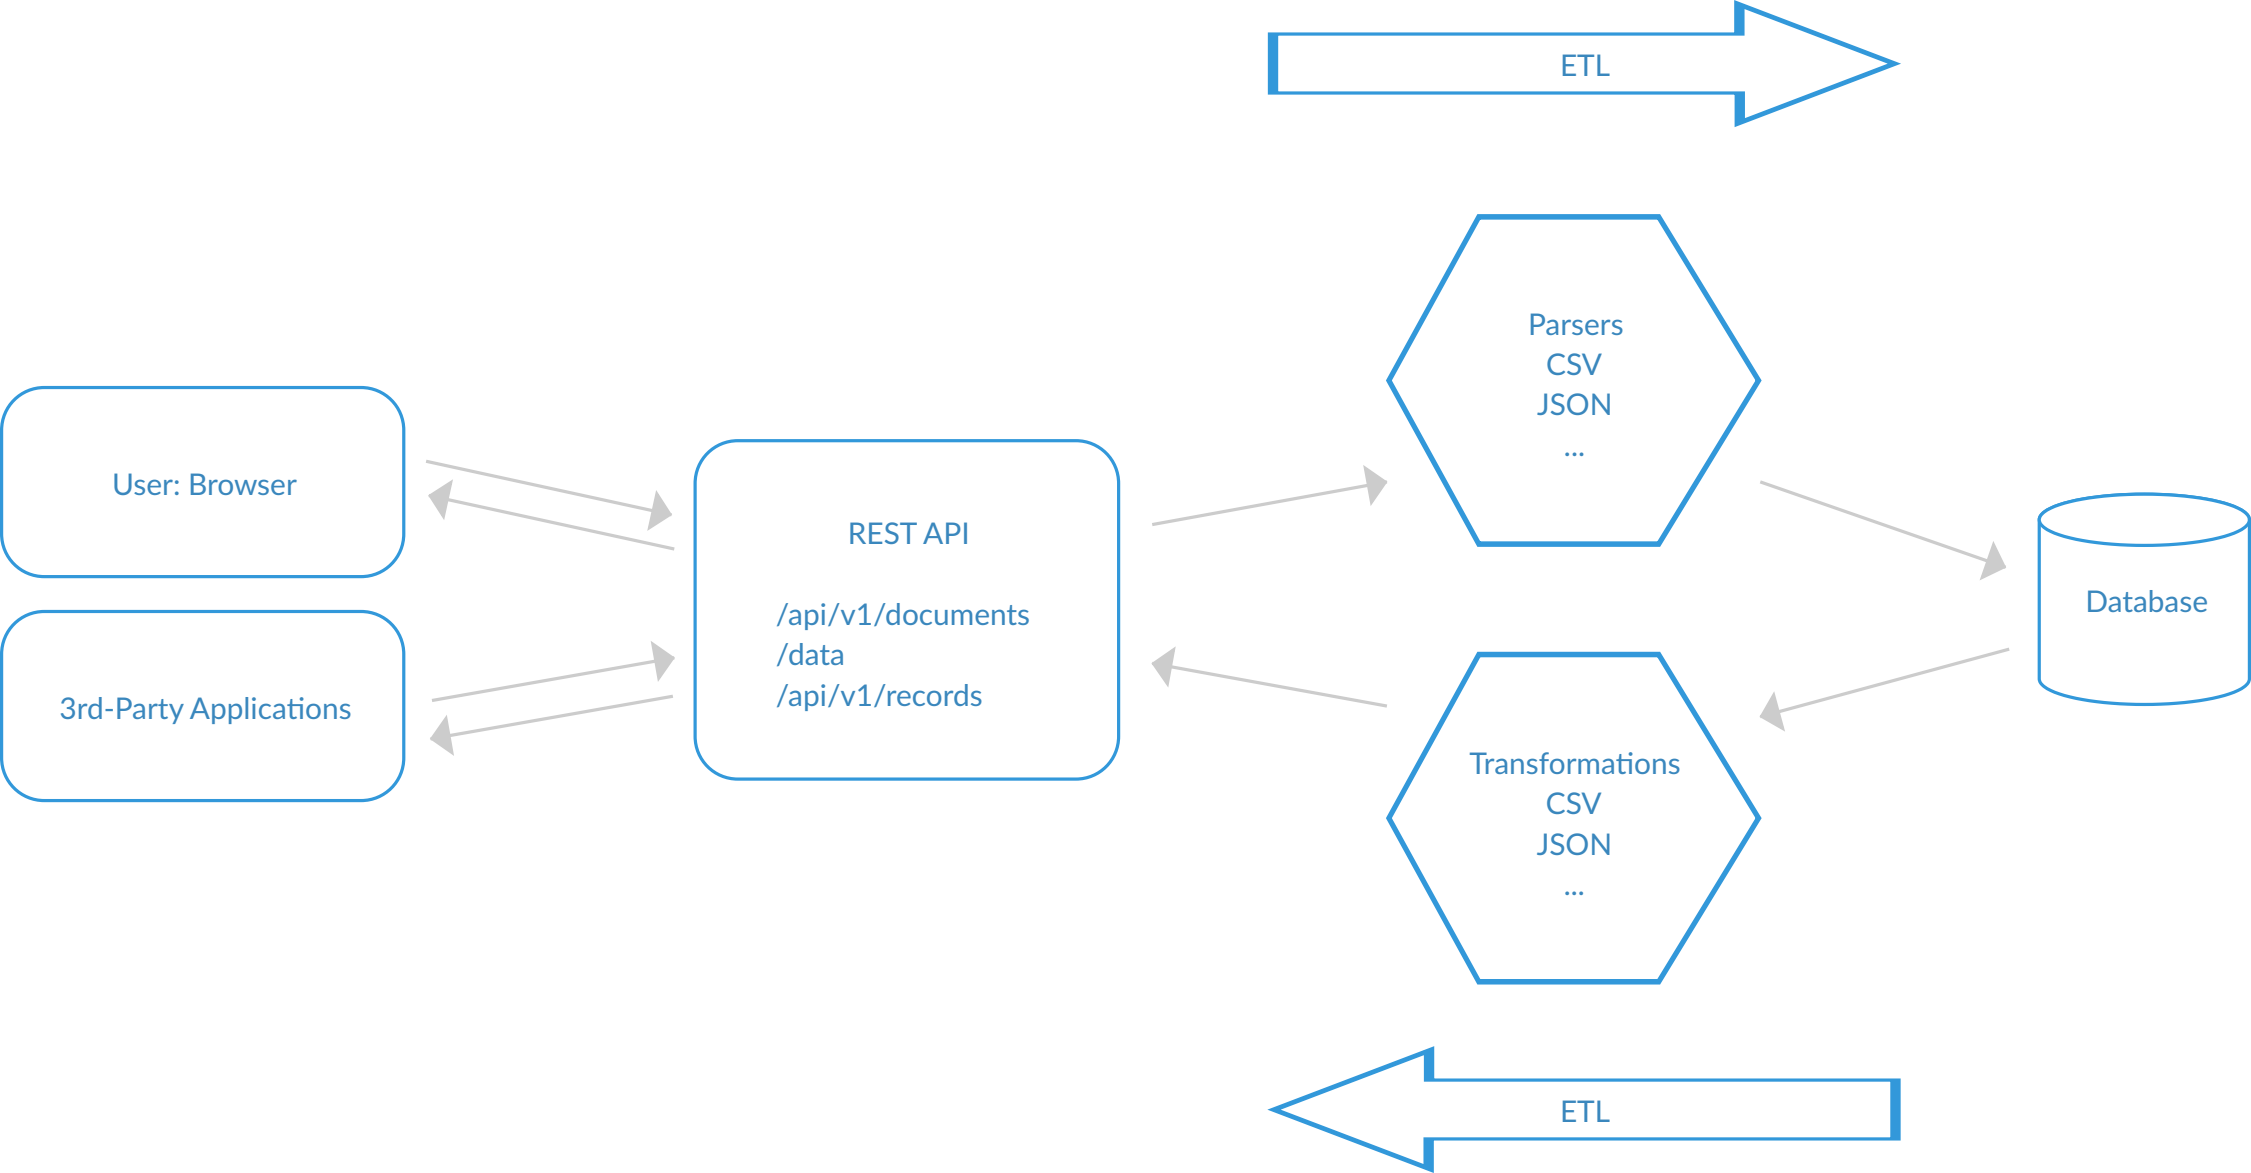 ETL
Parsers
CSV
JSON
...
User: Browser
REST API
/api/v1/documents
/data
/api/v1/records
Database
3rd-Party Applications
Transformations
CSV
JSON
...
ETL